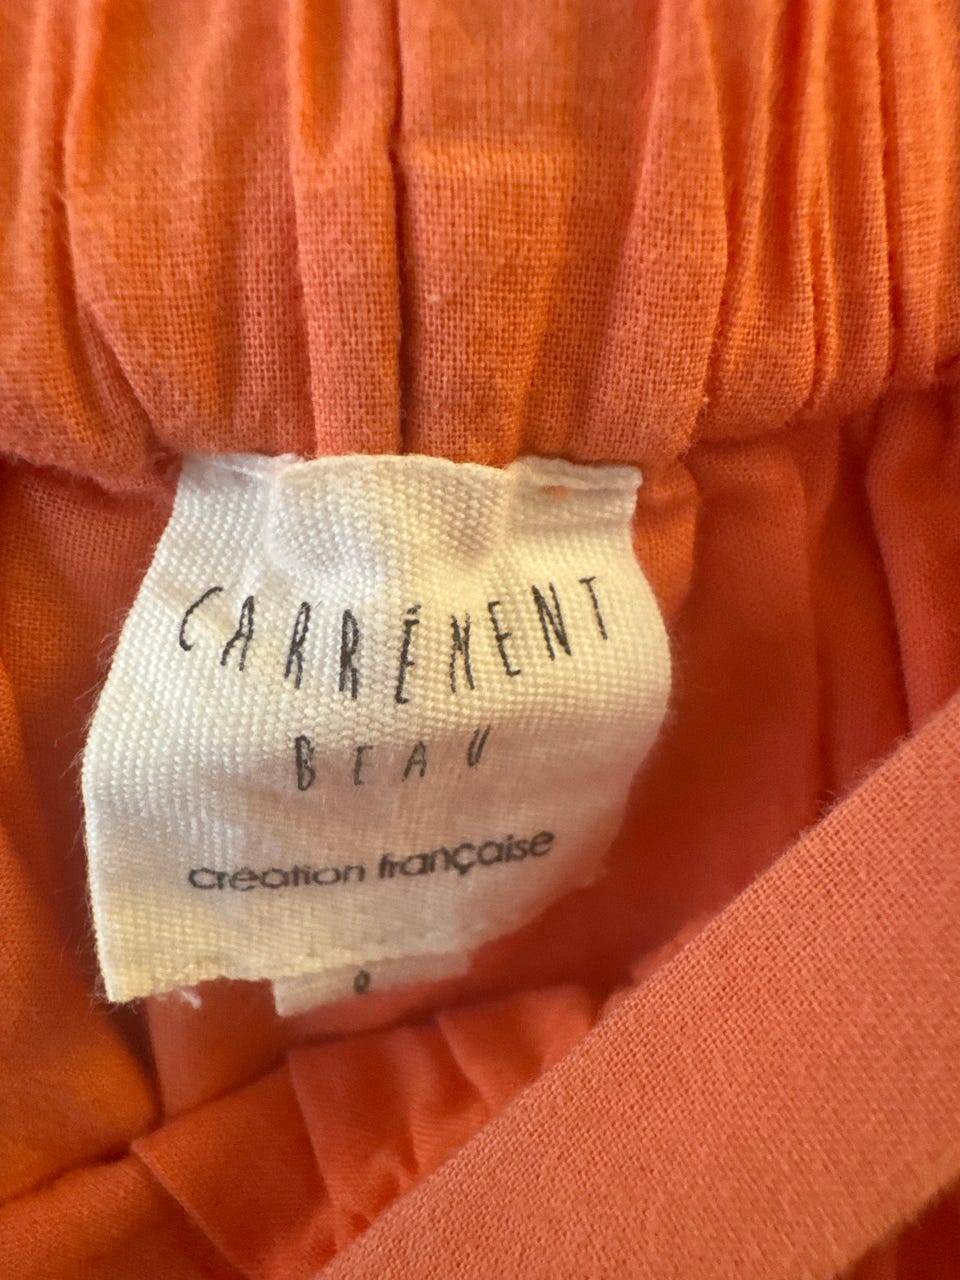 CARRÉMENT
BEAU
création française